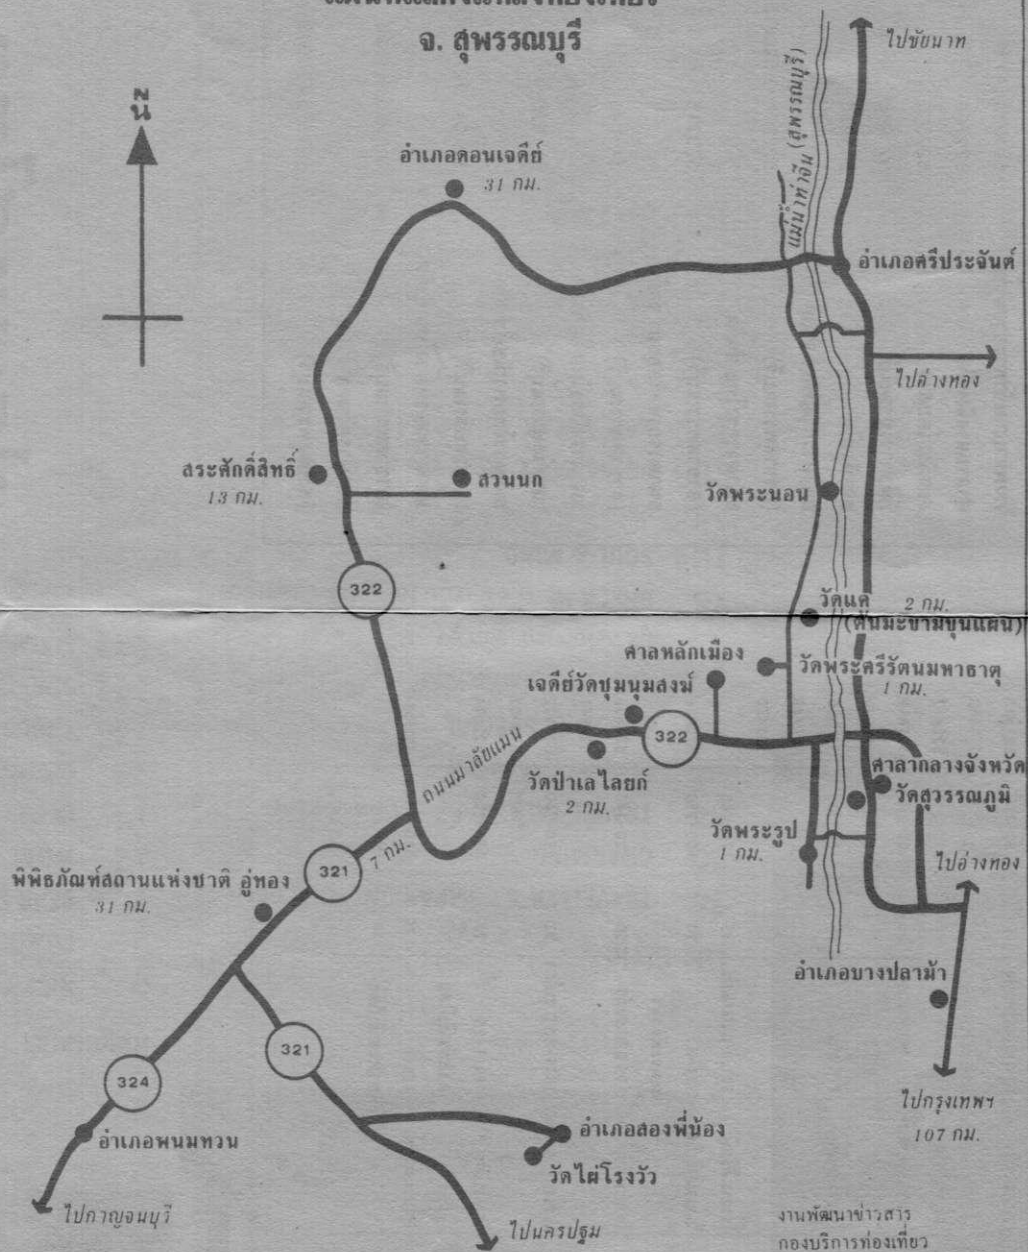 จ. สุพรรณบุรี
ไปชัยนาท
น
แม่น้ำท่าจีน (สุพรรณบุรี)
อำเภอดอนเจดีย์
31 กม.
อำเภอศรีประจันต์
ไปอ่างทอง
สระศักดิ์สิทธิ์
13 กม.
สวนนก
วัดพระนอน
322
วัดแค
2 กม.
(ต้นมะขามขุนแผน)
ศาลหลักเมือง
วัดพระศรีรัตนมหาธาตุ
1 กม.
เจดีย์วัดชุมนุมสงฆ์
322
ถนนมาลัยแมน
วัดป่าเลไลยก์
2 กม.
ศาลากลางจังหวัด
วัดสุวรรณภูมิ
วัดพระรูป
1 กม.
ไปอ่างทอง
7 กม.
321
พิพิธภัณฑ์สถานแห่งชาติ อู่ทอง
31 กม.
อำเภอบางปลาม้า
321
324
ไปกรุงเทพฯ
107 กม.
อำเภอพนมทวน
อำเภอสองพี่น้อง
วัดไผ่โรงวัว
ไปกาญจนบุรี
ไปนครปฐม
งานพัฒนาข่าวสาร
กองบริการท่องเที่ยว